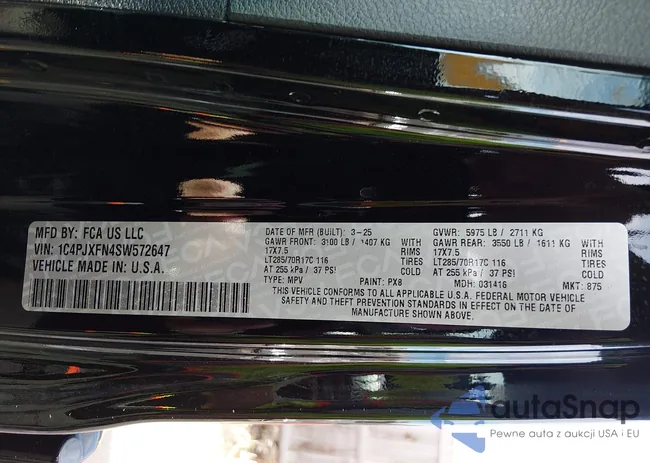 MFD BY: FCA US LLC
VIN: 1C4PJXFN4SW572647
VEHICLE MADE IN U.S.A.
DATE OF MFR (BUILT): 3-25
GAWR FRONT: 3100 LB / 1407 KG
WITH
17X7.5
RIMS
LT285/70R17C 116
TIRES
AT 255 kPa / 37 PSI
GVWR: 5975 LB / 2711 KG
GAWR REAR: 3550 LB / 1611 KG
WITH
17X7.5
RIMS
LT285/70R17C 116
TIRES
AT 255 kPa / 37 PSI
TYPE: MPV PAINT: PX8 MDH: 031416 MKT: 875
THIS VEHICLE CONFORMS TO ALL APPLICABLE U.S.A. FEDERAL MOTOR VEHICLE
SAFETY AND THEFT PREVENTION STANDARDS IN EFFECT ON THE DATE OF
MANUFACTURE SHOWN ABOVE.
autoSnap
Pewne auta z aukcji USA i EU